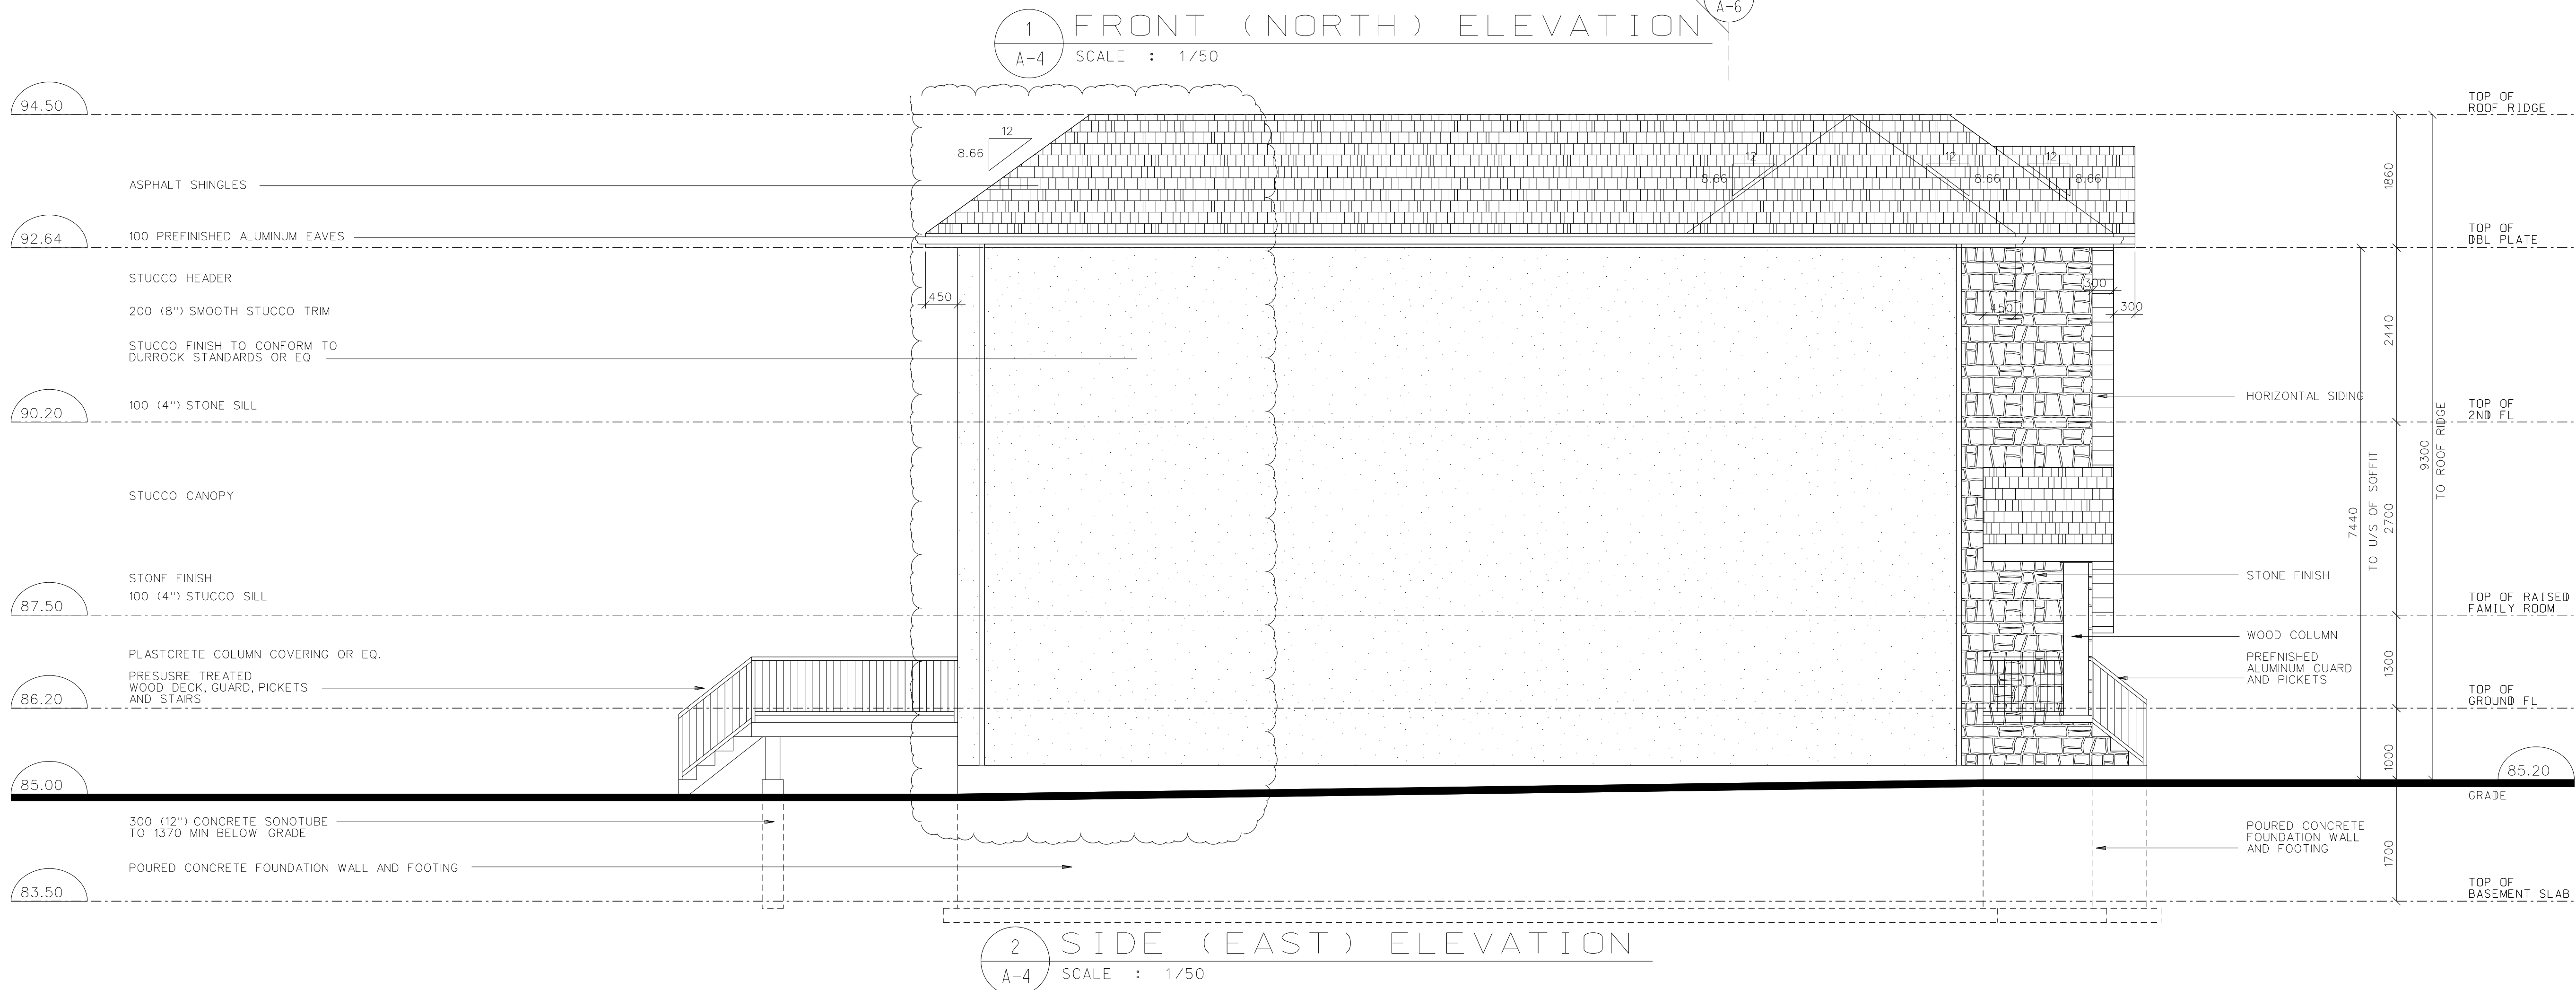 1
A-4
FRONT (NORTH) ELEVATION
SCALE : 1/50
A-6
94.50
TOP OF
ROOF RIDGE
12
8.66
12
8.66
12
8.66
12
8.66
ASPHALT SHINGLES
1860
92.64
100 PREFINISHED ALUMINUM EAVES
TOP OF
DBL PLATE
STUCCO HEADER
450
300
450
300
200 (8") SMOOTH STUCCO TRIM
2440
STUCCO FINISH TO CONFORM TO
DURROCK STANDARDS OR EQ
90.20
100 (4") STONE SILL
HORIZONTAL SIDING
TOP OF
2ND FL
9300
TO ROOF RIDGE
STUCCO CANOPY
7440
TO U/S OF SOFFIT
2700
STONE FINISH
100 (4") STUCCO SILL
STONE FINISH
87.50
TOP OF RAISED
FAMILY ROOM
WOOD COLUMN
PLASTCRETE COLUMN COVERING OR EQ.
PREFNISHED
ALUMINUM GUARD
AND PICKETS
1300
PRESUSRE TREATED
WOOD DECK, GUARD, PICKETS
AND STAIRS
86.20
TOP OF
GROUND FL
1000
85.00
85.20
GRADE
300 (12") CONCRETE SONOTUBE
TO 1370 MIN BELOW GRADE
POURED CONCRETE
FOUNDATION WALL
AND FOOTING
1700
POURED CONCRETE FOUNDATION WALL AND FOOTING
83.50
TOP OF
BASEMENT SLAB
2
A-4
SIDE (EAST) ELEVATION
SCALE : 1/50